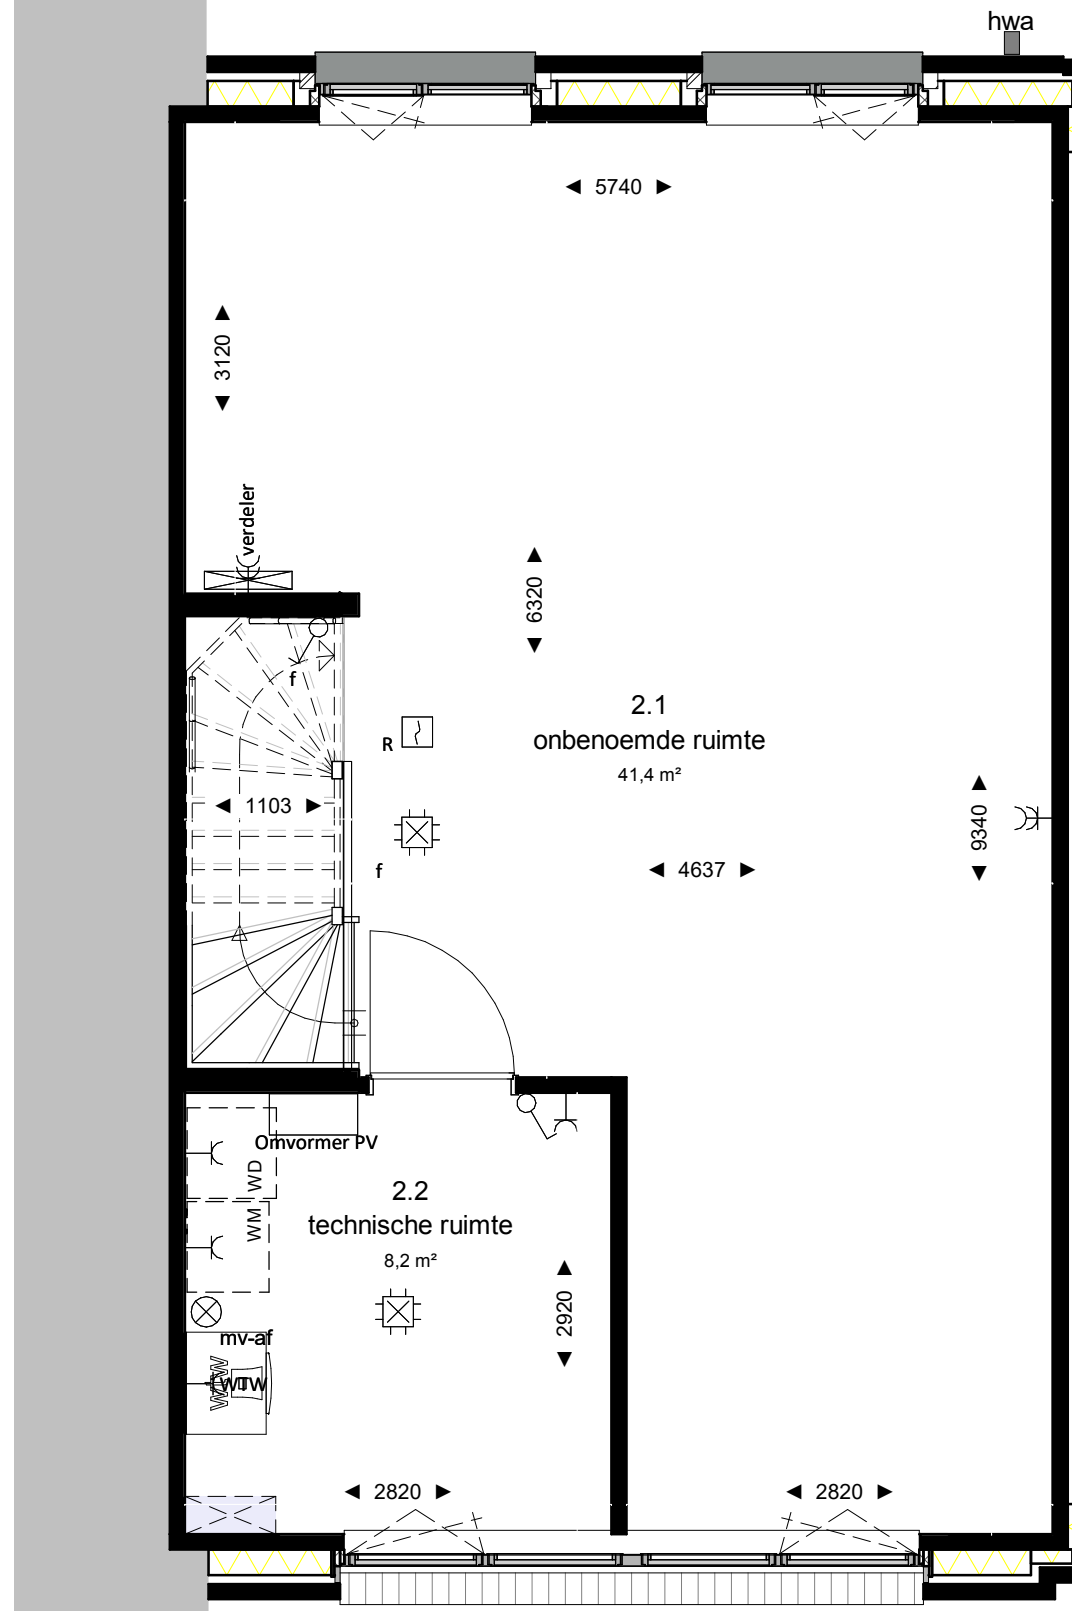 hwa
5740
3120
verdeler
6320
f
2.1
R
onbenoemde ruimte
41,4 m²
1103
9340
f
4637
Omvormer PV
WD
2.2
WM
technische ruimte
8,2 m²
2920
mv-af
WTW
2820
2820